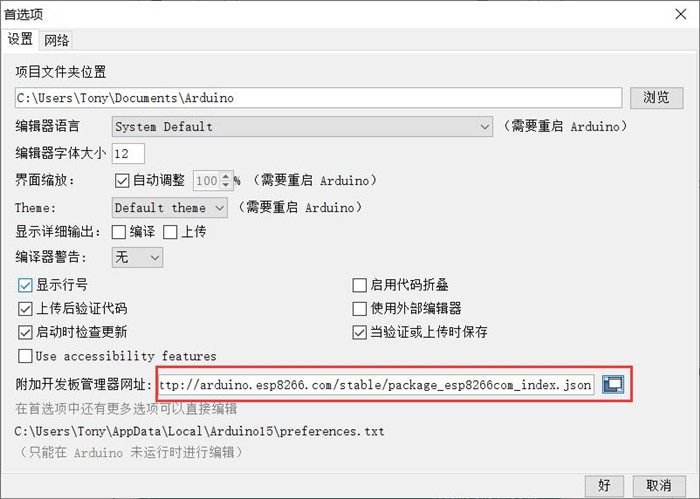 首选项
设置 网络
项目文件夹位置
C:\Users\Tony\Documents\Arduino 浏览
编辑器语言 System Default (需要重启 Arduino)
编辑器字体大小 12
界面缩放: 自动调整 100 % (需要重启 Arduino)
Theme: Default theme (需要重启 Arduino)
显示详细输出: 编译 上传
编译器警告: 无
显示行号 启用代码折叠
上传后验证代码 使用外部编辑器
启动时检查更新 当验证或上传时保存
Use accessibility features
附加开发板管理器网址: ttp://arduino.esp8266.com/stable/package_esp8266com_index.json
在首选项中还有更多选项可以直接编辑
C:\Users\Tony\AppData\Local\Arduino15\preferences.txt
(只能在 Arduino 未运行时进行编辑)
好 取消